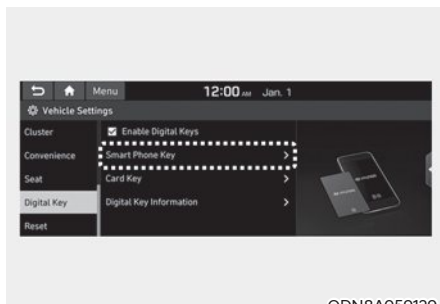 Menu 12:00 AM Jan. 1
Vehicle Settings
Cluster
Enable Digital Keys
Convenience
Smart Phone Key
Seat
Card Key
Digital Key
Digital Key Information
Reset